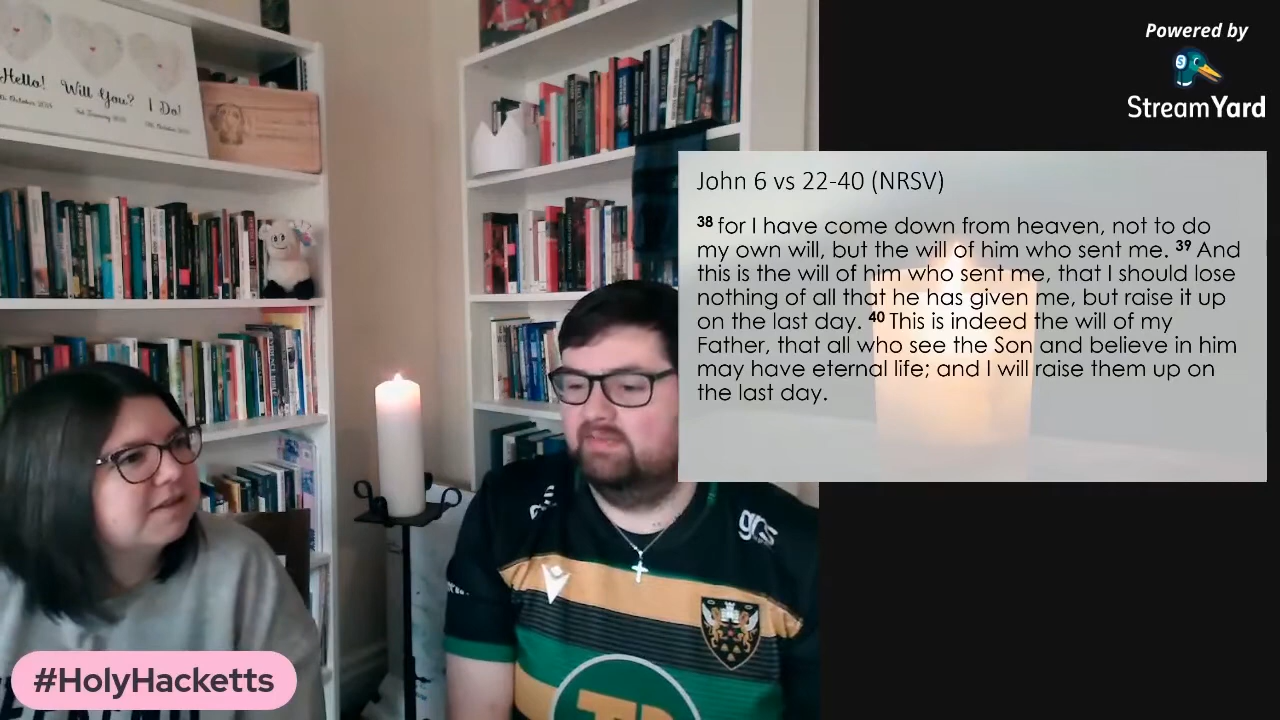 Hello!
Will You?
I Do!
Powered by
StreamYard
John 6 vs 22-40 (NRSV)
38 for I have come down from heaven, not to do
my own will, but the will of him who sent me. 39 And
this is the will of him who sent me, that I should lose
nothing of all that he has given me, but raise it up
on the last day. 40 This is indeed the will of my
Father, that all who see the Son and believe in him
may have eternal life; and I will raise them up on
the last day.
grs
#HolyHacketts